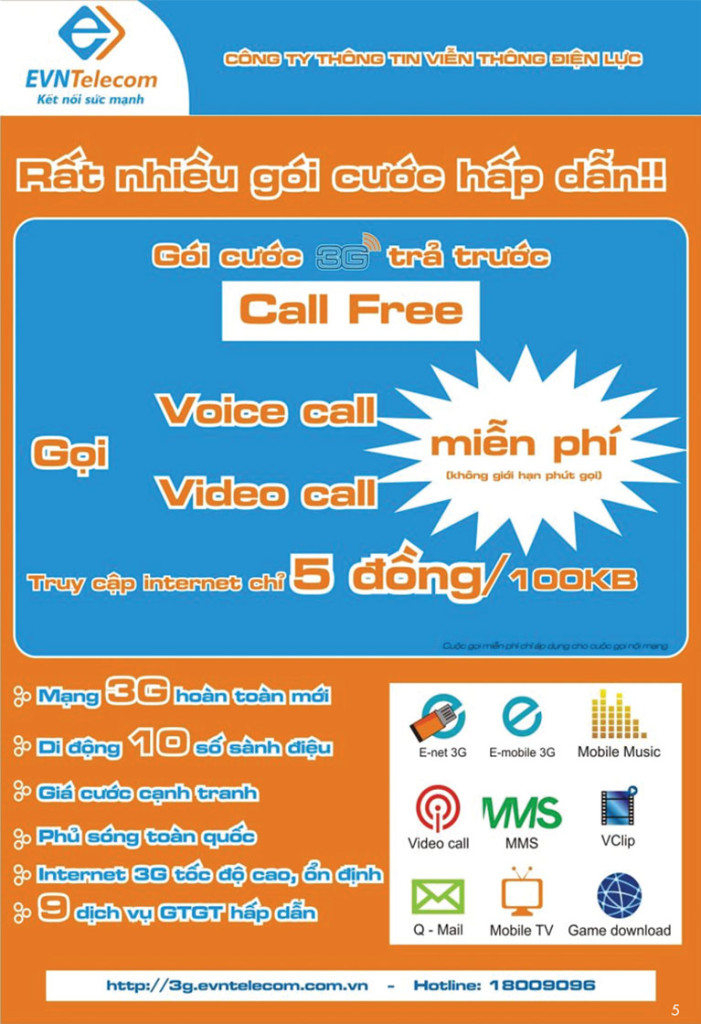 EVNTelecom
Kết nối sức mạnh
CÔNG TY THÔNG TIN VIỄN THÔNG ĐIỆN LỰC
Rất nhiều gói cước hấp dẫn!!
Gói cước 3G trả trước
Call Free
Gọi
Voice call
Video call
miễn phí
(không giới hạn phút gọi)
Truy cập internet chỉ 5 đồng/100KB
Cước gọi miễn phí chỉ áp dụng cho cuộc gọi nội mạng
Mạng 3G hoàn toàn mới
Di động 10 số sành điệu
Giá cước cạnh tranh
Phủ sóng toàn quốc
Internet 3G tốc độ cao, ổn định
9 dịch vụ GTGT hấp dẫn
E-net 3G
E-mobile 3G
Mobile Music
Video call
MMS
MMS
VClip
Q - Mail
Mobile TV
Game download
http://3g.evntelecom.com.vn - Hotline: 18009096
5